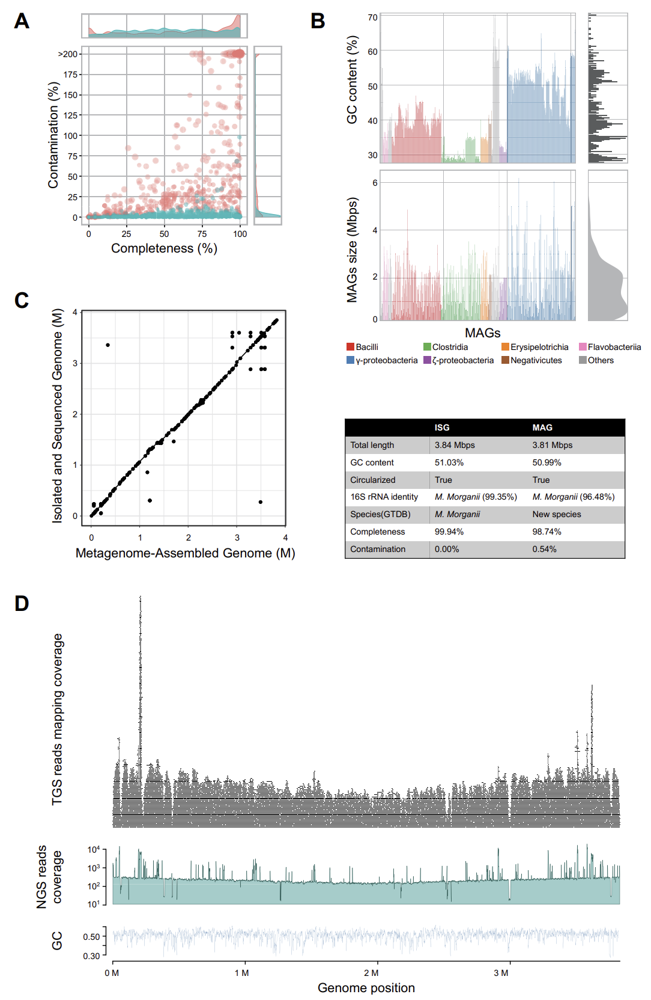 A
Contamination (%)
>200
175
150
125
100
75
50
25
0
0 25 50 75 100
Completeness (%)
B
GC content (%)
70
60
50
40
30
MAGs size (Mbps)
6
4
2
0
MAGs
Bacilli Clostridia Erysipelotrichia Flavobacteriia
γ-proteobacteria ζ-proteobacteria Negativicutes Others
C
Isolated and Sequenced Genome (M)
4
3
2
1
0
0 1 2 3 4
Metagenome-Assembled Genome (M)
ISG MAG
Total length 3.84 Mbps 3.81 Mbps
GC content 51.03% 50.99%
Circularized True True
16S rRNA identity M. Morganii (99.35%) M. Morganii (96.48%)
Species(GTDB) M. Morganii New species
Completeness 99.94% 98.74%
Contamination 0.00% 0.54%
D
TGS reads mapping coverage
NGS reads
coverage
10⁴
10³
10²
10¹
GC
0.50
0.30
0 M 1 M 2 M 3 M
Genome position